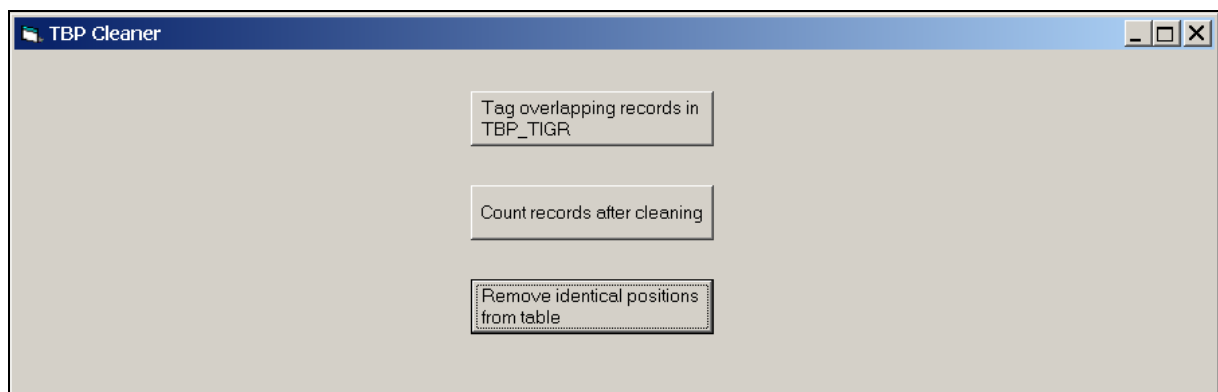 TBP Cleaner
Tag overlapping records in
TBP_TIGR
Count records after cleaning
Remove identical positions
from table